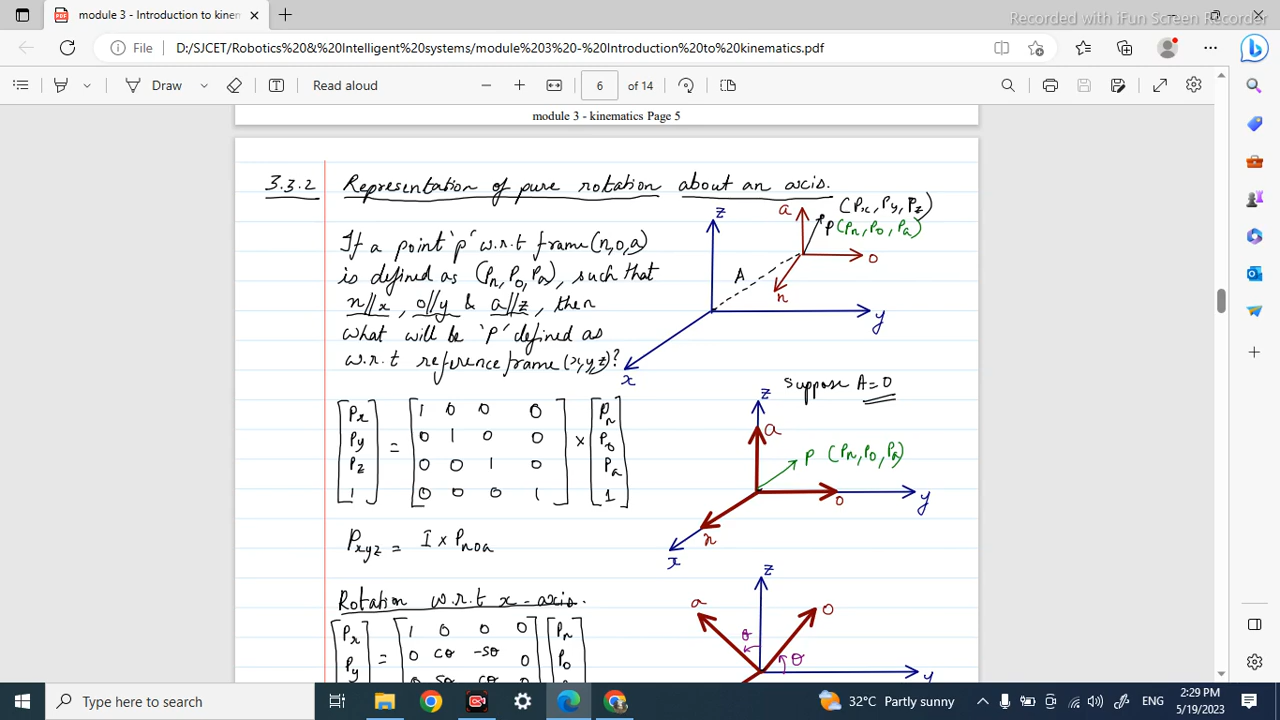 module 3 - Introduction to kinem
Recorded with iFun Screen Recorder
File
D:/SJCET/Robotics%20&%20Intelligent%20systems/module%203%20-%20Introduction%20to%20kinematics.pdf
Draw
Read aloud
6
of 14
module 3 - kinematics Page 5
3.3.2 Representation of pure rotation about an axis.
If a point 'p' w.r.t frame (n,o,a)
is defined as (Pn, Po, Pa), such that
n//x, o//y & a//z, then
what will be 'P' defined as
w.r.t reference frame (x,y,z)?
z
a
(Px, Py, Pz)
P(Pn, Po, Pa)
o
A
n
y
x
Px 1 0 0 0 Pn
Py = 0 1 0 0 × Po
Pz 0 0 1 0 Pa
1 0 0 0 1 1
Pxyz = I × Pnoa
suppose A=0
z
a
P (Pn, Po, Pa)
o
y
n
x
Rotation w.r.t x-axis.
Px 1 0 0 0 Pn
Py = 0 cθ -sθ 0 Po
0 sθ cθ
z
a
o
θ
θ
y
Type here to search
32°C Partly sunny
ENG
2:29 PM
5/19/2023